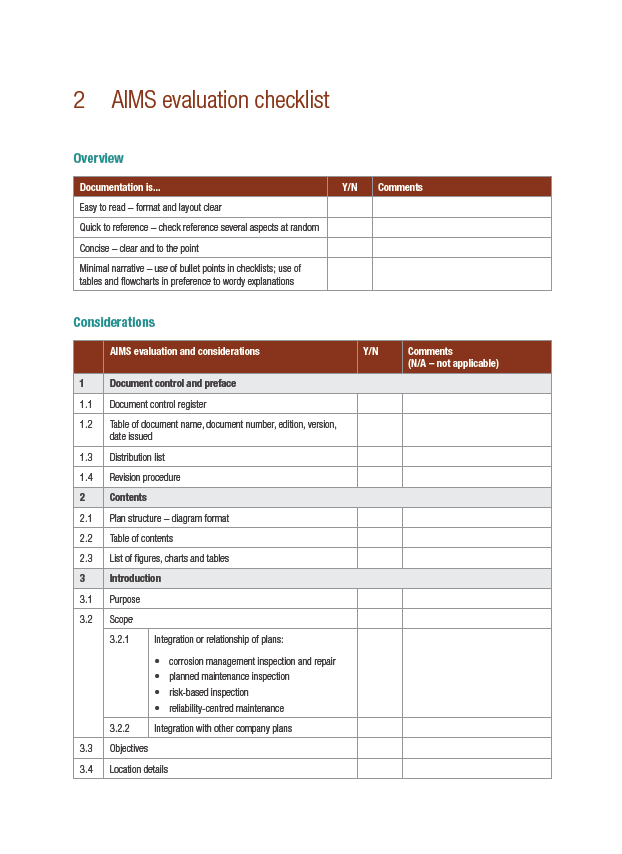 2 AIMS evaluation checklist
Overview
Documentation is... Y/N Comments
Easy to read – format and layout clear
Quick to reference – check reference several aspects at random
Concise – clear and to the point
Minimal narrative – use of bullet points in checklists; use of
tables and flowcharts in preference to wordy explanations
Considerations
AIMS evaluation and considerations Y/N Comments
(N/A – not applicable)
1 Document control and preface
1.1 Document control register
1.2 Table of document name, document number, edition, version,
date issued
1.3 Distribution list
1.4 Revision procedure
2 Contents
2.1 Plan structure – diagram format
2.2 Table of contents
2.3 List of figures, charts and tables
3 Introduction
3.1 Purpose
3.2 Scope
3.2.1 Integration or relationship of plans:
• corrosion management inspection and repair
• planned maintenance inspection
• risk-based inspection
• reliability-centred maintenance
3.2.2 Integration with other company plans
3.3 Objectives
3.4 Location details